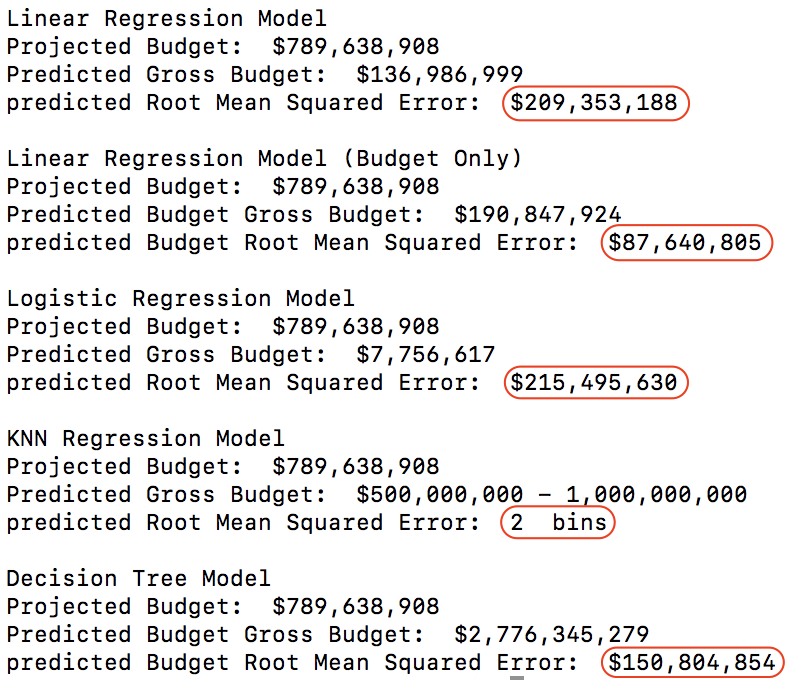 Linear Regression Model
Projected Budget:  $789,638,908
Predicted Gross Budget:  $136,986,999
predicted Root Mean Squared Error:  $209,353,188
Linear Regression Model (Budget Only)
Projected Budget:  $789,638,908
Predicted Budget Gross Budget:  $190,847,924
predicted Budget Root Mean Squared Error:  $87,640,805
Logistic Regression Model
Projected Budget:  $789,638,908
Predicted Gross Budget:  $7,756,617
predicted Root Mean Squared Error:  $215,495,630
KNN Regression Model
Projected Budget:  $789,638,908
Predicted Gross Budget:  $500,000,000 - 1,000,000,000
predicted Root Mean Squared Error:  2  bins
Decision Tree Model
Projected Budget:  $789,638,908
Predicted Budget Gross Budget:  $2,776,345,279
predicted Budget Root Mean Squared Error:  $150,804,854